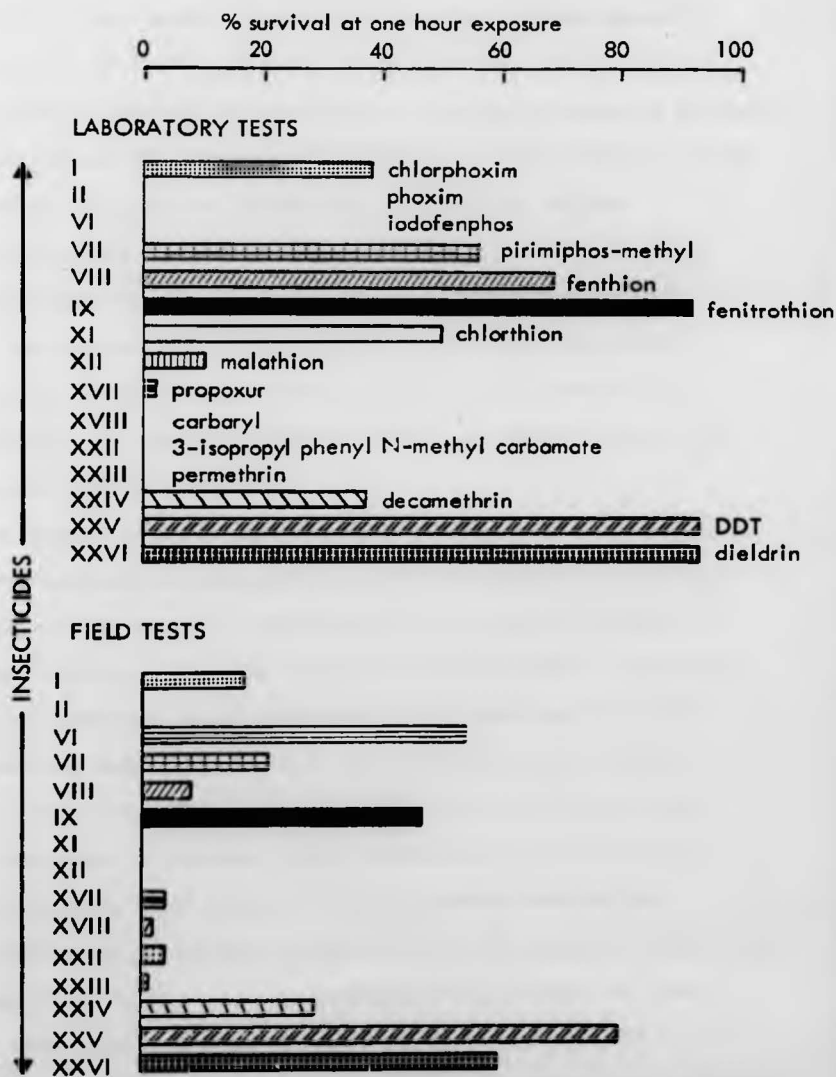 % survival at one hour exposure
0 20 40 60 80 100
LABORATORY TESTS
I chlorphoxim
II phoxim
VI iodofenphos
VII pirimiphos-methyl
VIII fenthion
IX fenitrothion
XI chlorthion
XII malathion
XVII propoxur
XVIII carbaryl
XXII 3-isopropyl phenyl N-methyl carbamate
XXIII permethrin
XXIV decamethrin
XXV DDT
XXVI dieldrin
INSECTICIDES
FIELD TESTS
I
II
VI
VII
VIII
IX
XI
XII
XVII
XVIII
XXII
XXIII
XXIV
XXV
XXVI